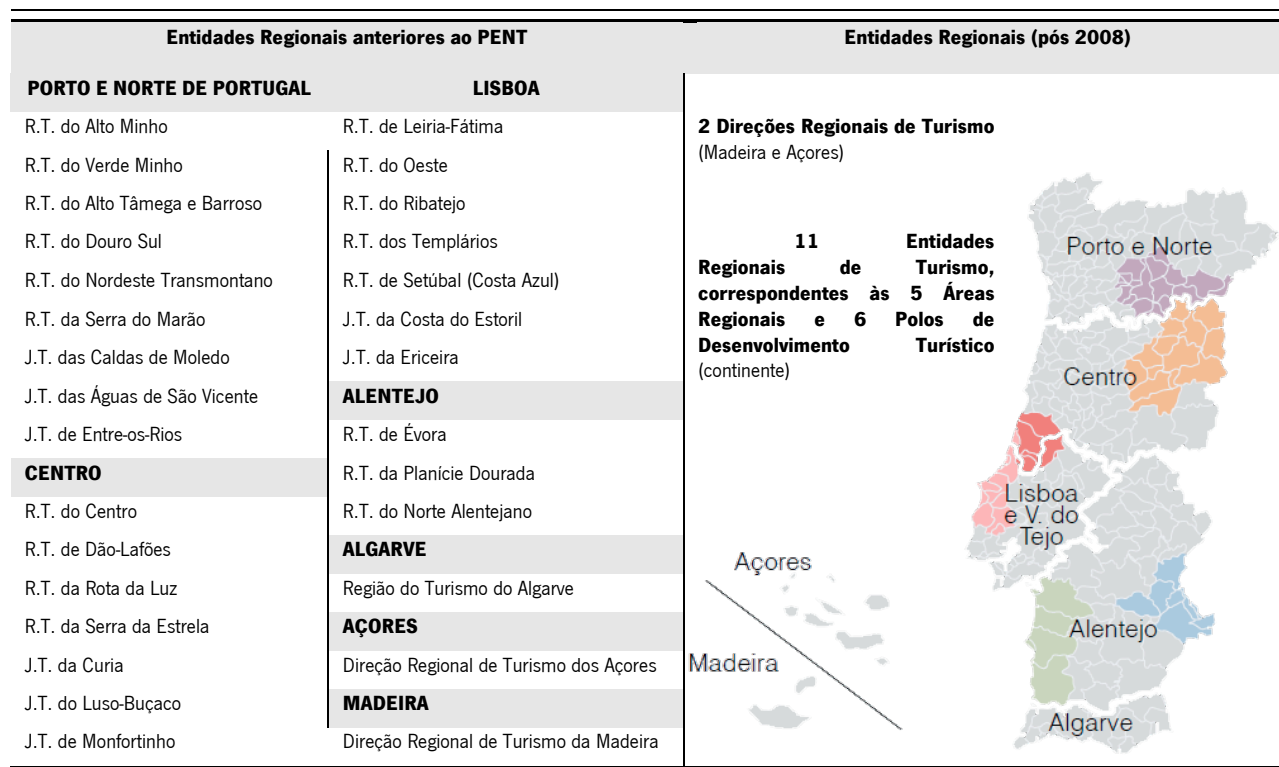 Entidades Regionais anteriores ao PENT
Entidades Regionais (pós 2008)
PORTO E NORTE DE PORTUGAL
R.T. do Alto Minho
R.T. do Verde Minho
R.T. do Alto Tâmega e Barroso
R.T. do Douro Sul
R.T. do Nordeste Transmontano
R.T. da Serra do Marão
J.T. das Caldas de Moledo
J.T. das Águas de São Vicente
J.T. de Entre-os-Rios
CENTRO
R.T. do Centro
R.T. de Dão-Lafões
R.T. da Rota da Luz
R.T. da Serra da Estrela
J.T. da Curia
J.T. do Luso-Buçaco
J.T. de Monfortinho
LISBOA
R.T. de Leiria-Fátima
R.T. do Oeste
R.T. do Ribatejo
R.T. dos Templários
R.T. de Setúbal (Costa Azul)
J.T. da Costa do Estoril
J.T. da Ericeira
ALENTEJO
R.T. de Évora
R.T. da Planície Dourada
R.T. do Norte Alentejano
ALGARVE
Região do Turismo do Algarve
AÇORES
Direção Regional de Turismo dos Açores
MADEIRA
Direção Regional de Turismo da Madeira
2 Direções Regionais de Turismo
(Madeira e Açores)
11 Entidades
Regionais de Turismo,
correspondentes às 5 Áreas
Regionais e 6 Polos de
Desenvolvimento Turístico
(continente)
Porto e Norte
Centro
Lisboa
e V. do
Tejo
Açores
Alentejo
Madeira
Algarve